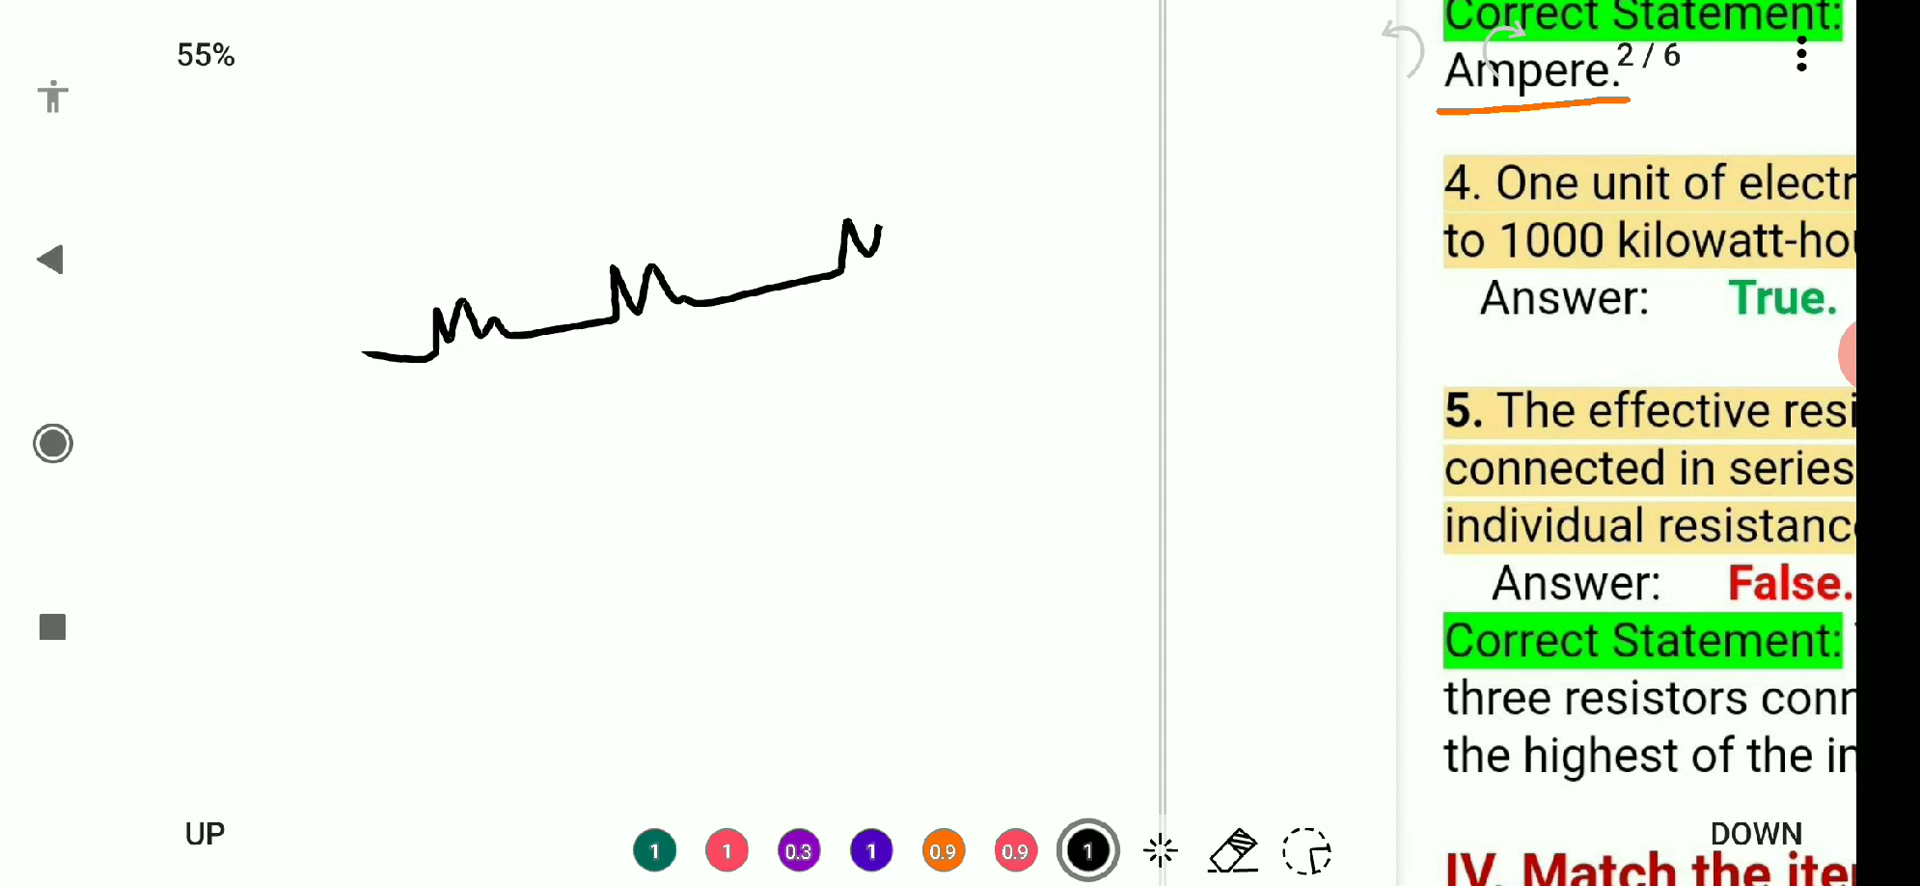 55%
Correct Statement:
Ampere.
2 / 6
4. One unit of electr
to 1000 kilowatt-hou
Answer: True.
5. The effective resi
connected in series
individual resistanc
Answer: False.
Correct Statement:
three resistors conn
the highest of the in
UP
DOWN
1 1 0.3 1 0.9 0.9 1
IV. Match the ite